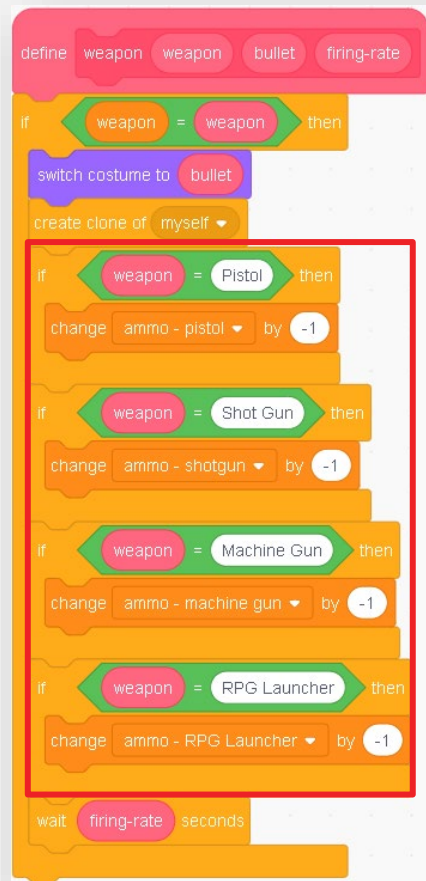 define weapon weapon bullet firing-rate
if weapon = weapon then
switch costume to bullet
create clone of myself
if weapon = Pistol then
change ammo - pistol by -1
if weapon = Shot Gun then
change ammo - shotgun by -1
if weapon = Machine Gun then
change ammo - machine gun by -1
if weapon = RPG Launcher then
change ammo - RPG Launcher by -1
wait firing-rate seconds